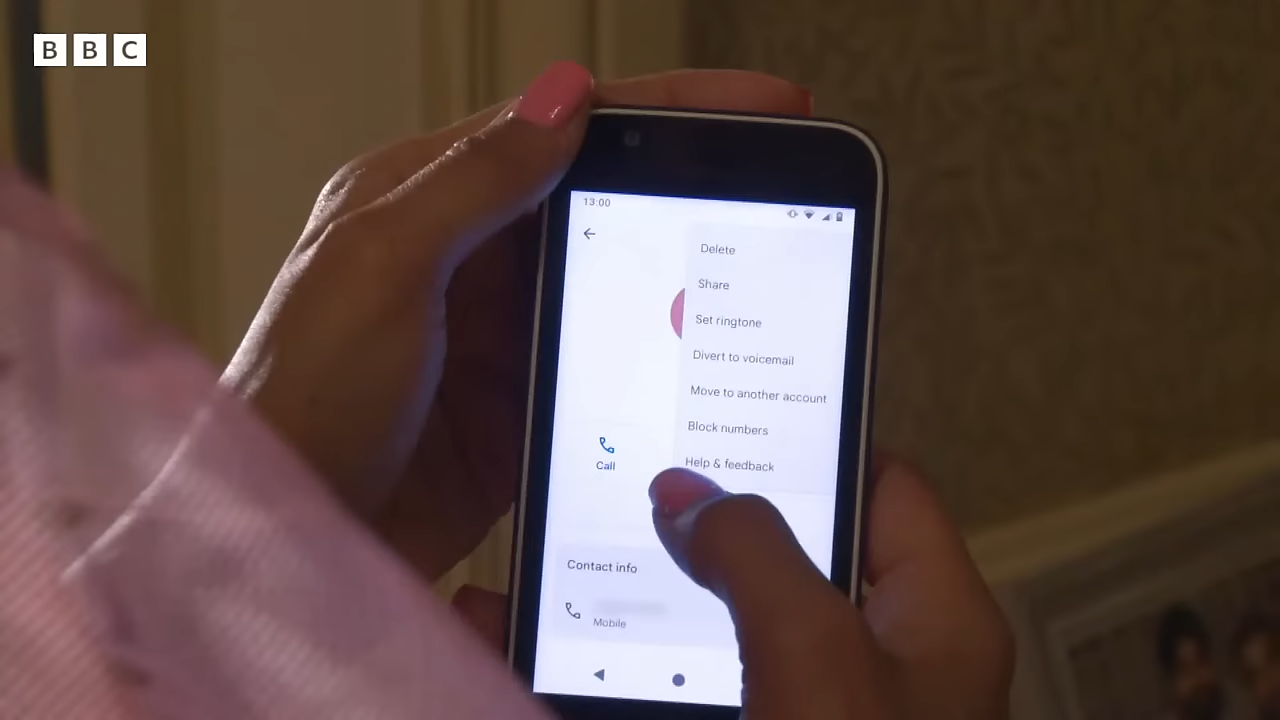 BBC
13:00
Delete
Share
Set ringtone
Divert to voicemail
Move to another account
Block numbers
Help & feedback
Call
Contact info
Mobile